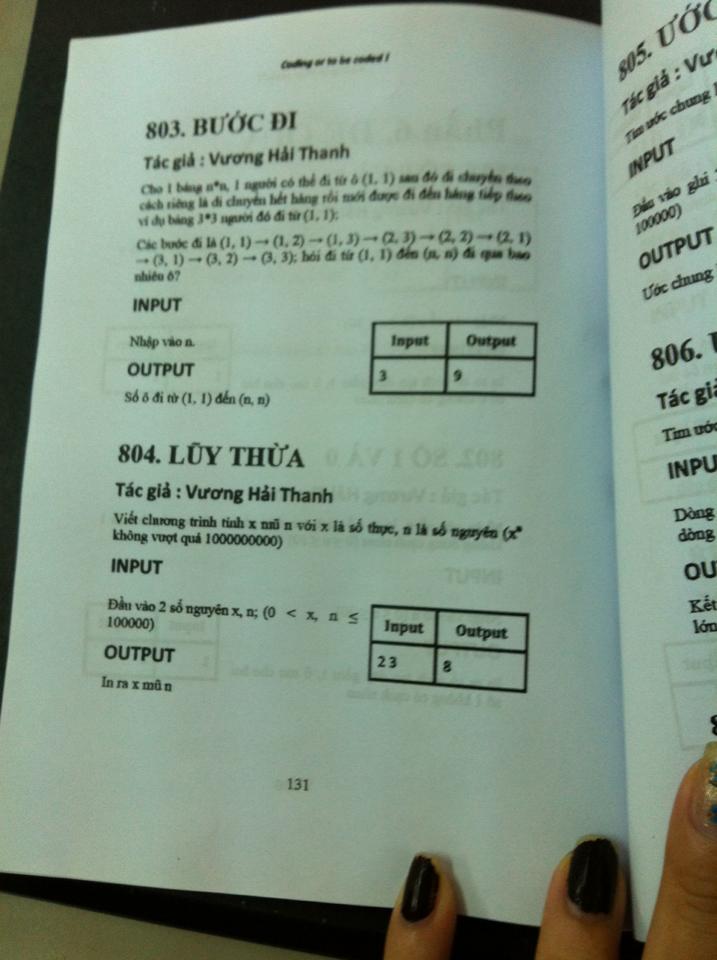 Coding or to be coded !
803. BƯỚC ĐI
Tác giả : Vương Hải Thanh
Cho 1 bảng n*n, 1 người có thể đi từ ô (1, 1) sau đó di chuyển theo
cách riêng là di chuyển hết hàng rồi mới được đi đến hàng tiếp theo
ví dụ bảng 3*3 người đó đi từ (1, 1);
Các bước đi là (1, 1) → (1, 2) → (1, 3) → (2, 3) → (2, 2) → (2, 1)
→ (3, 1) → (3, 2) → (3, 3); hỏi đi từ (1, 1) đến (n, n) đi qua bao
nhiêu ô?
INPUT
Nhập vào n.
OUTPUT
Số ô đi từ (1, 1) đến (n, n)
Input Output
3 9
804. LŨY THỪA
Tác giả : Vương Hải Thanh
Viết chương trình tính x mũ n với x là số thực, n là số nguyên (xⁿ
không vượt quá 1000000000)
INPUT
Đầu vào 2 số nguyên x, n; (0 < x, n ≤
100000)
OUTPUT
In ra x mũ n
Input Output
2 3 8
131
805. ƯỚC
Tác giả : Vươ
Tìm ước chung
INPUT
Đầu vào ghi
100000)
OUTPUT
Ước chung
806.
Tác giả
Tìm ước
INPU
Dòng
dòng
OU
Kết
lớn